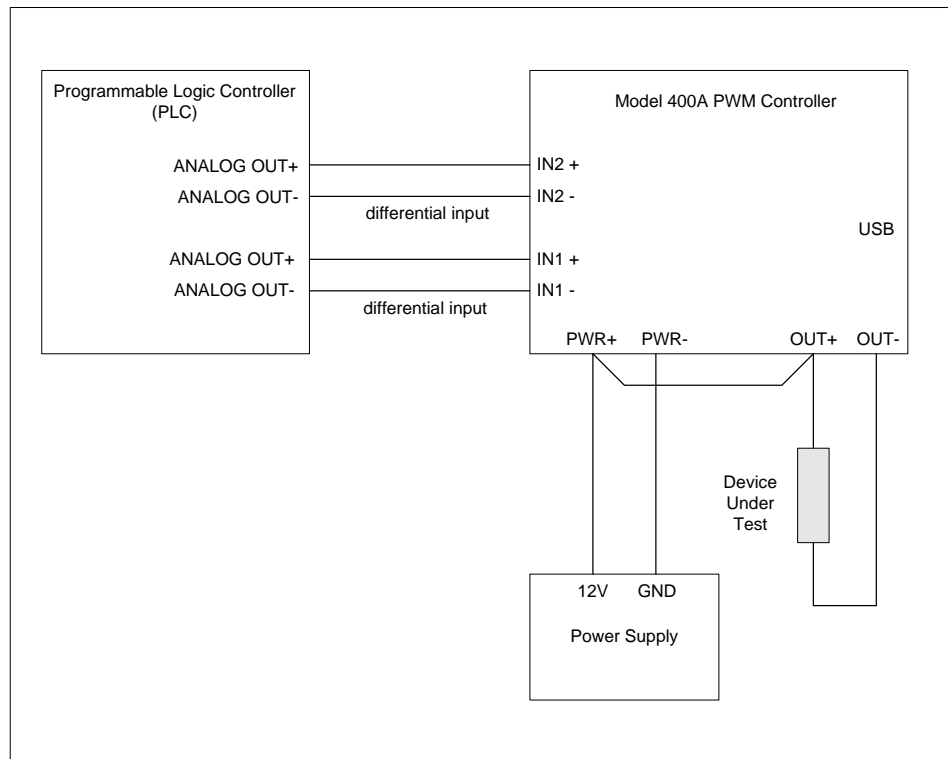 Programmable Logic Controller
(PLC)
Model 400A PWM Controller
ANALOG OUT+
IN2 +
ANALOG OUT-
IN2 -
differential input
USB
ANALOG OUT+
IN1 +
ANALOG OUT-
IN1 -
differential input
PWR+ PWR- OUT+ OUT-
Device
Under
Test
12V GND
Power Supply